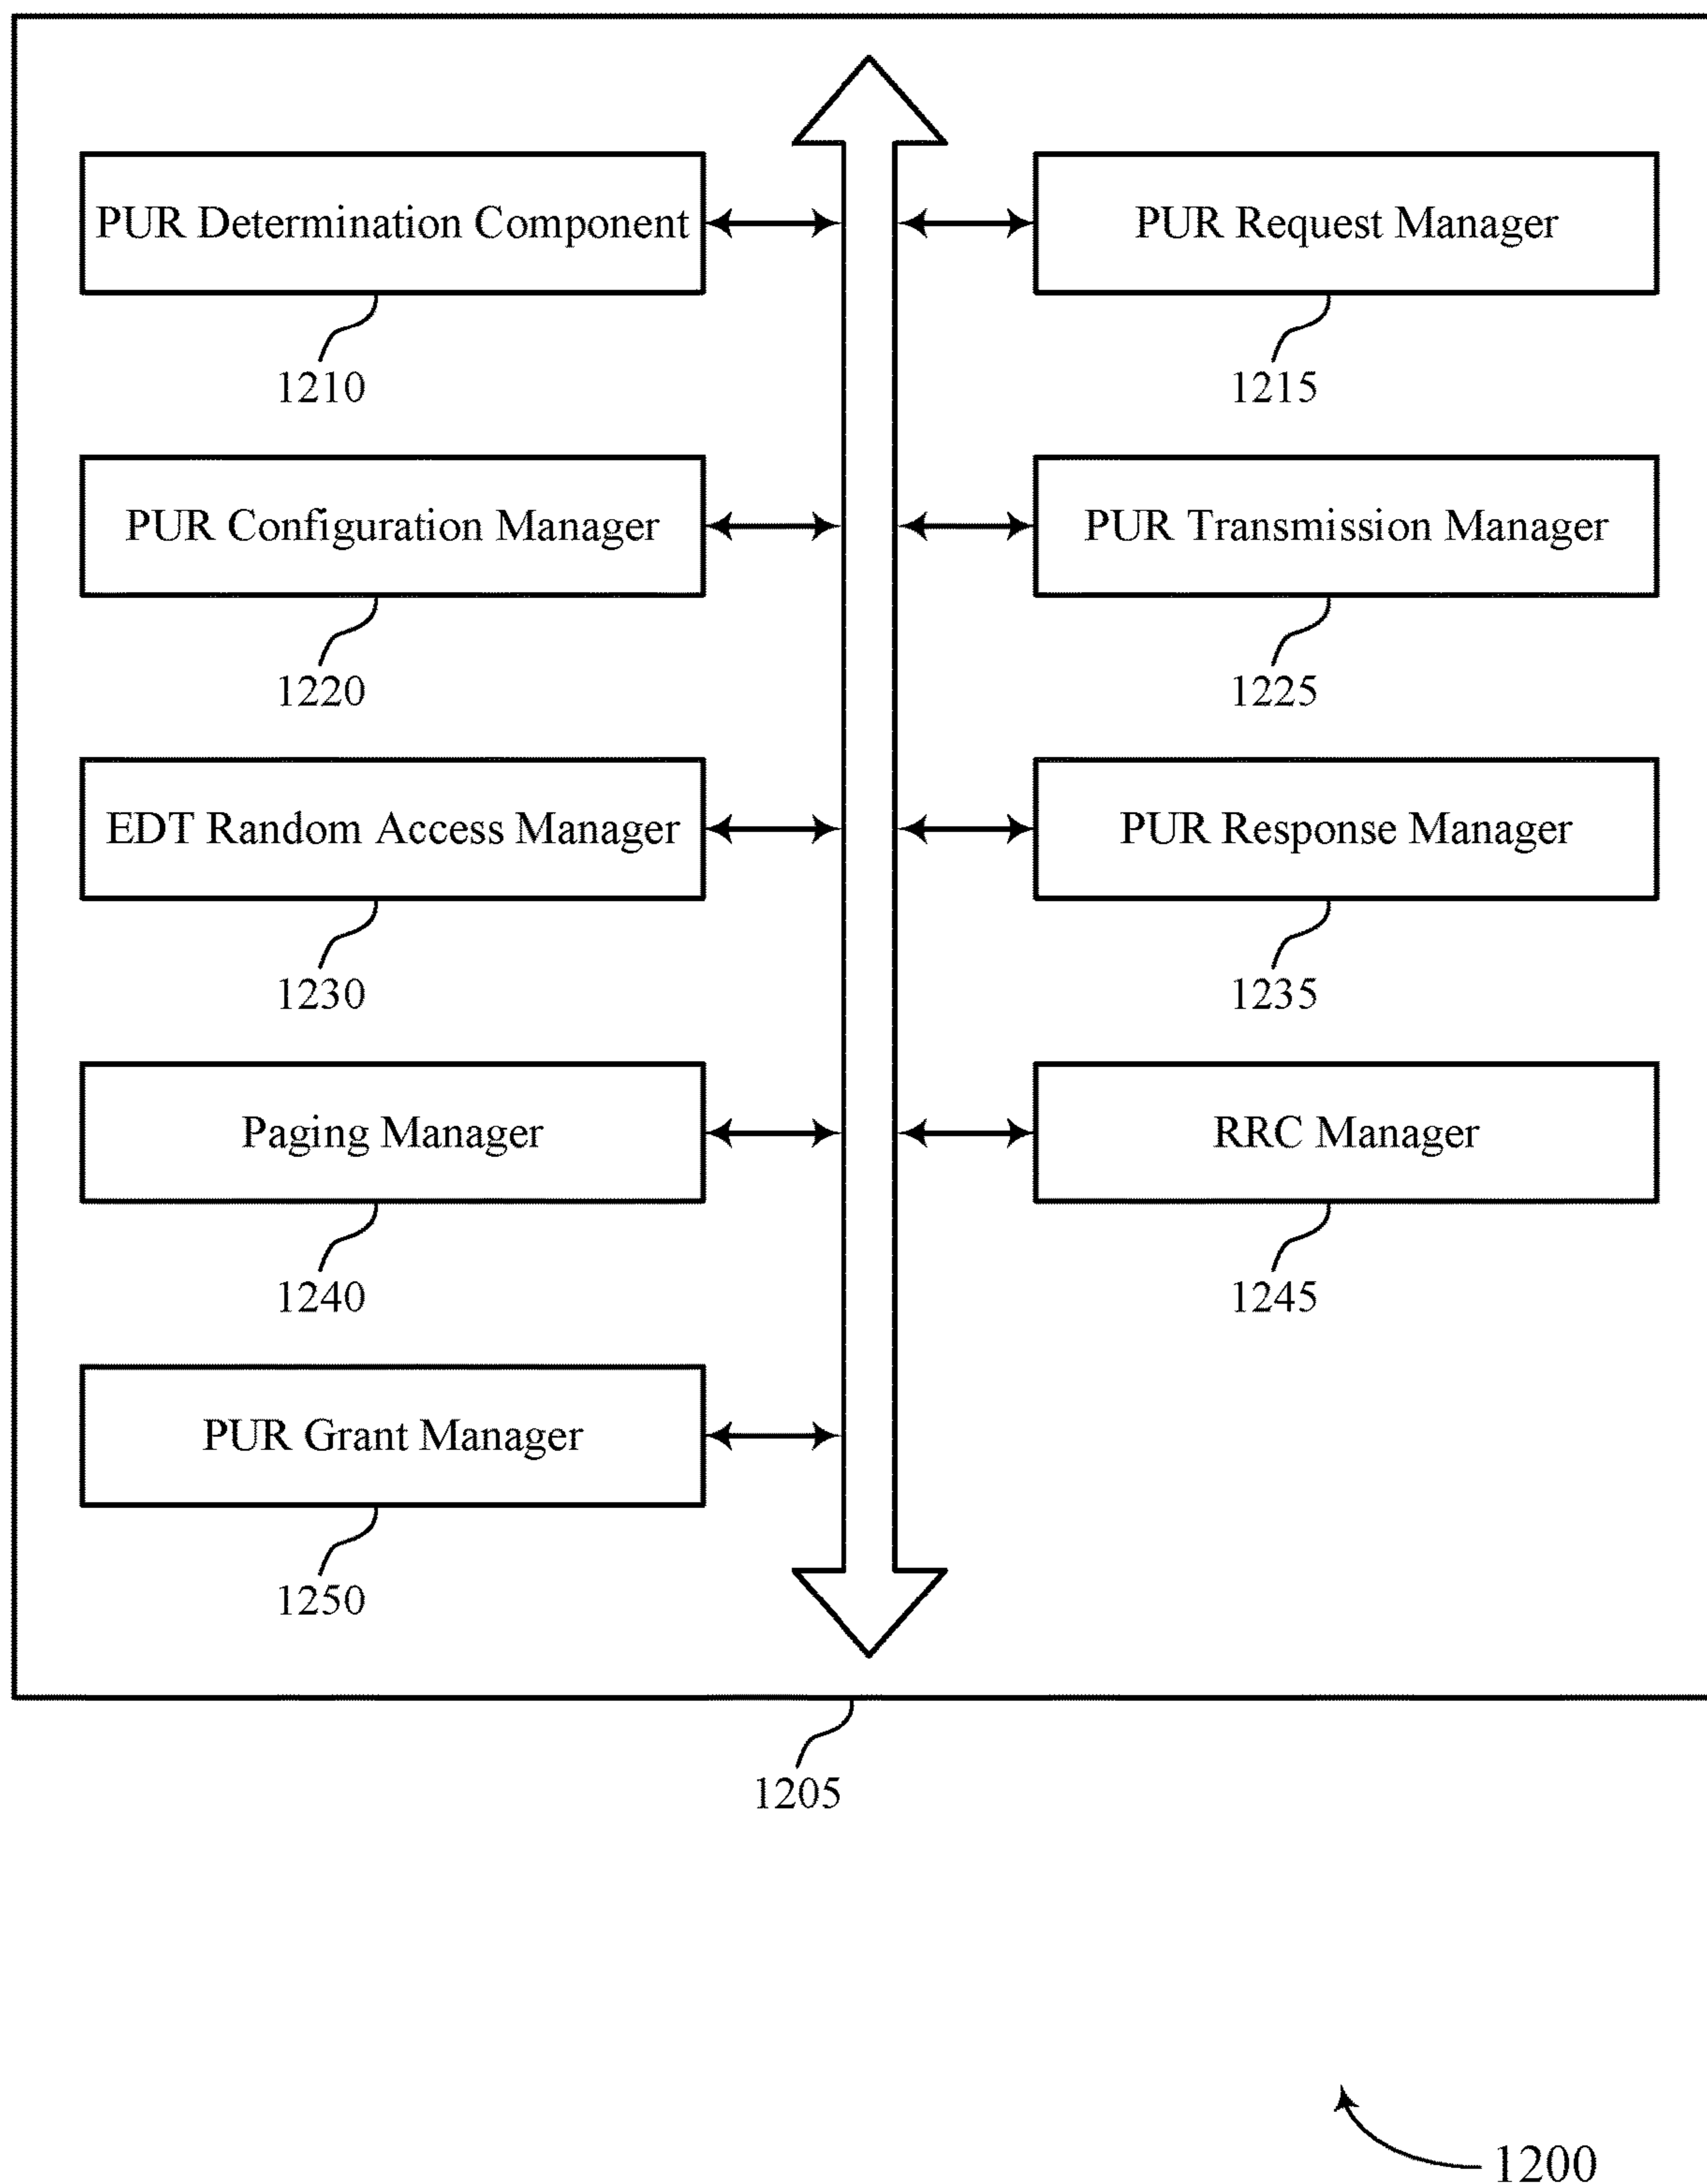 PUR Determination Component
PUR Request Manager
1210
1215
PUR Configuration Manager
PUR Transmission Manager
1220
1225
EDT Random Access Manager
PUR Response Manager
1230
1235
Paging Manager
RRC Manager
1240
1245
PUR Grant Manager
1250
1205
1200